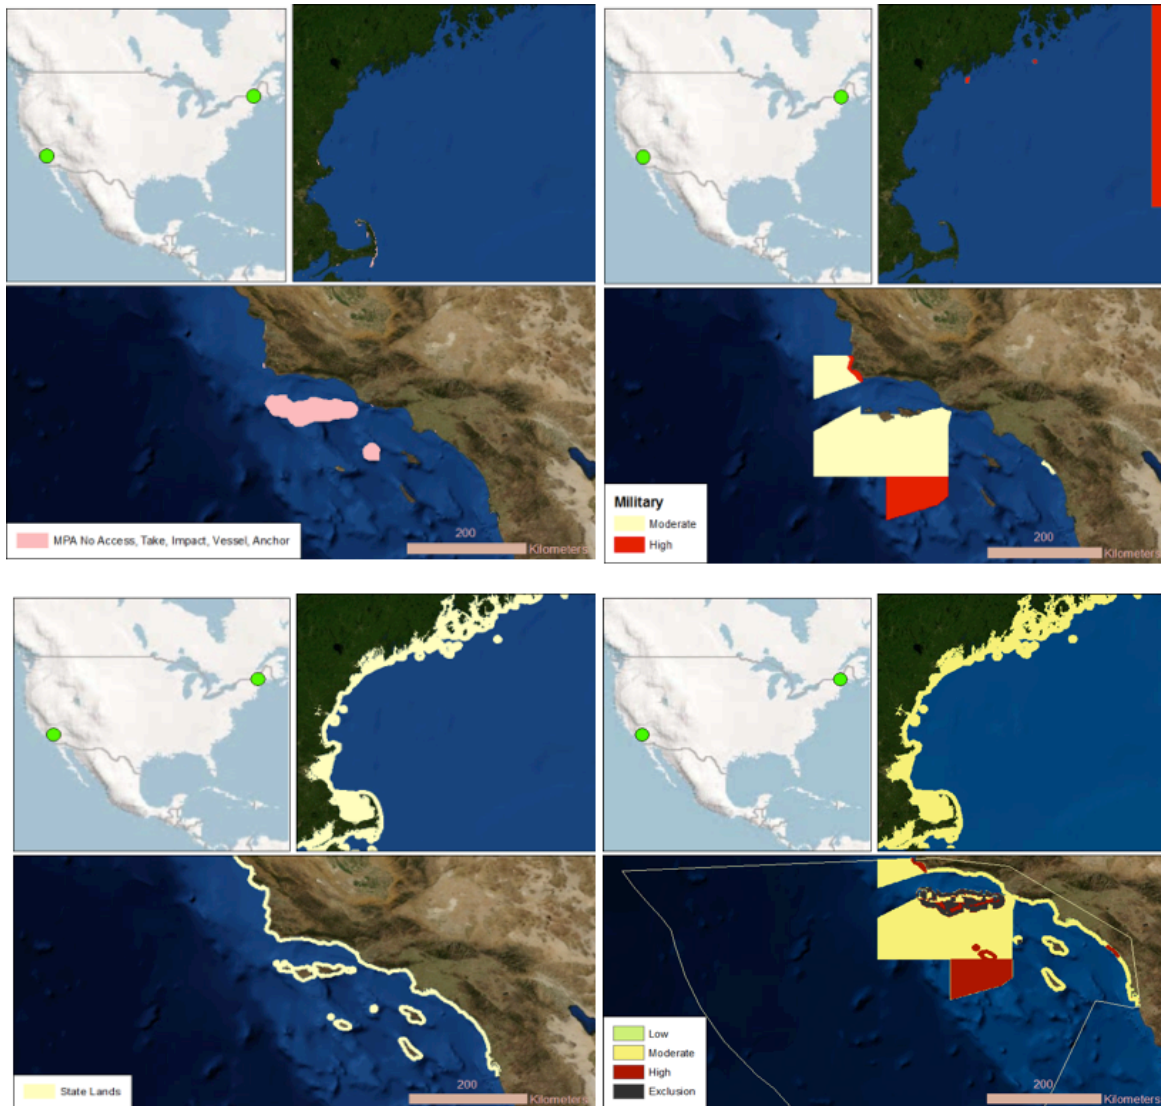 MPA No Access, Take, Impact, Vessel, Anchor
200
Kilometers
Military
Moderate
High
200
Kilometers
State Lands
200
Kilometers
Low
Moderate
High
Exclusion
200
Kilometers